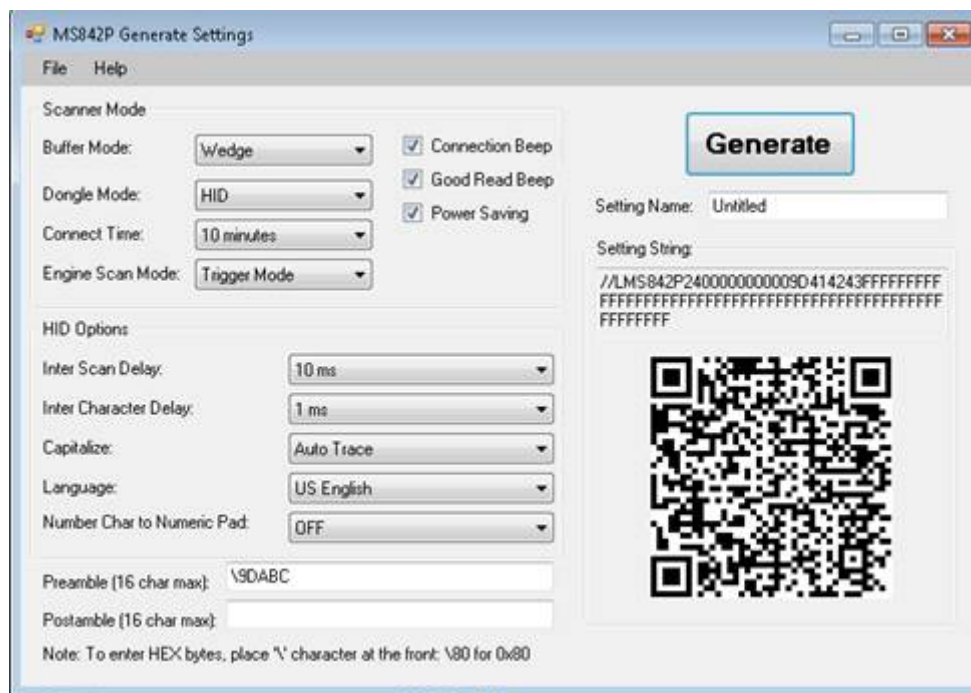 MS842P Generate Settings
File Help
Scanner Mode
Buffer Mode: Wedge
Connection Beep
Dongle Mode: HID
Good Read Beep
Connect Time: 10 minutes
Power Saving
Engine Scan Mode: Trigger Mode
HID Options
Inter Scan Delay: 10 ms
Inter Character Delay: 1 ms
Capitalize: Auto Trace
Language: US English
Number Char to Numeric Pad: OFF
Preamble (16 char max): \9DABC
Postamble (16 char max):
Note: To enter HEX bytes, place '\' character at the front: \80 for 0x80
Generate
Setting Name: Untitled
Setting String:
//LMS842P2400000000009D414243FFFFFFFFF
FFFFFFFFFFFFFFFFFFFFFFFFFFFFFFFFFFFFFFF
FFFFFFFF